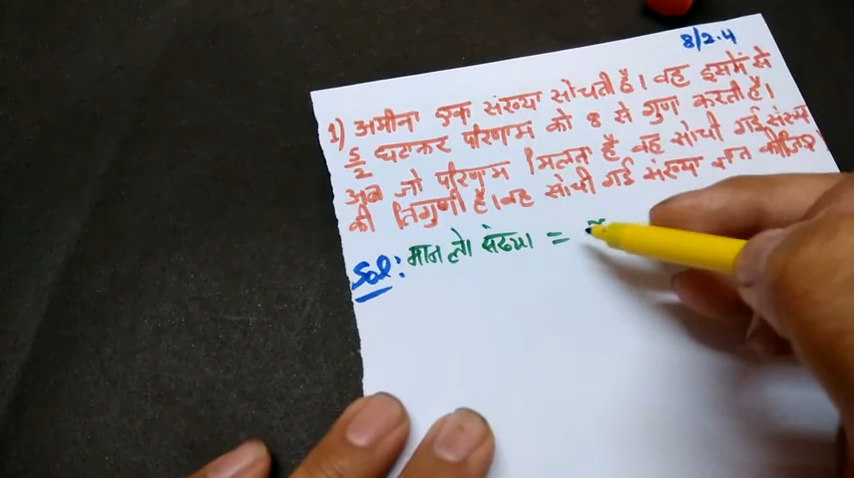 8/2.4
1) अमीना एक संख्या सोचती है। वह इसमें से
5/2 घटाकर परिणाम को 8 से गुणा करती है।
अब जो परिणाम मिलता है वह सोची गई संख्या
की तिगुनी है। वह सोची गई संख्या ज्ञात कीजिए।
Sol: मान लो संख्या =